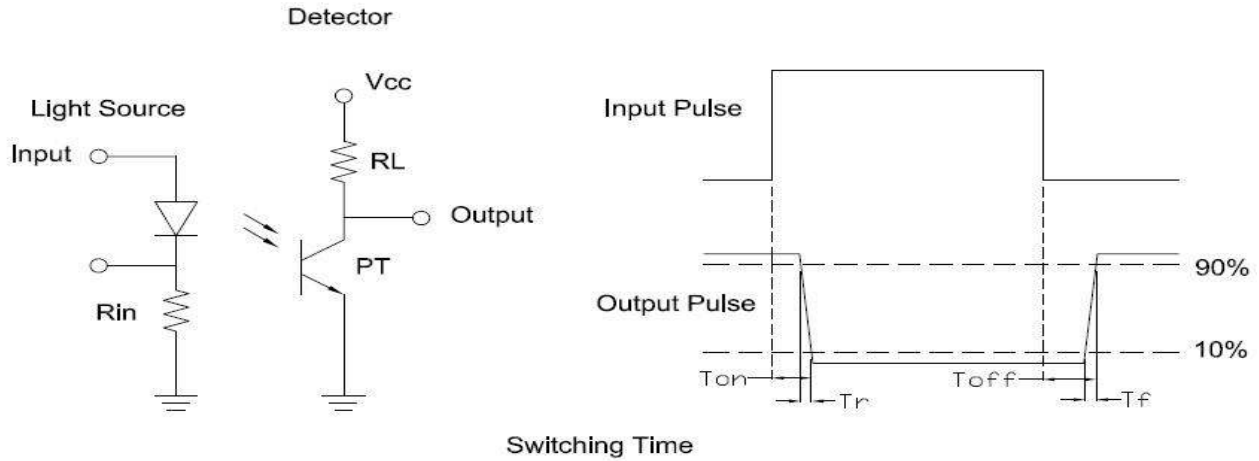 Detector
Vcc
Light Source
Input
RL
Output
PT
Rin
Input Pulse
90%
Output Pulse
10%
Ton
Toff
Tr
Tf
Switching Time